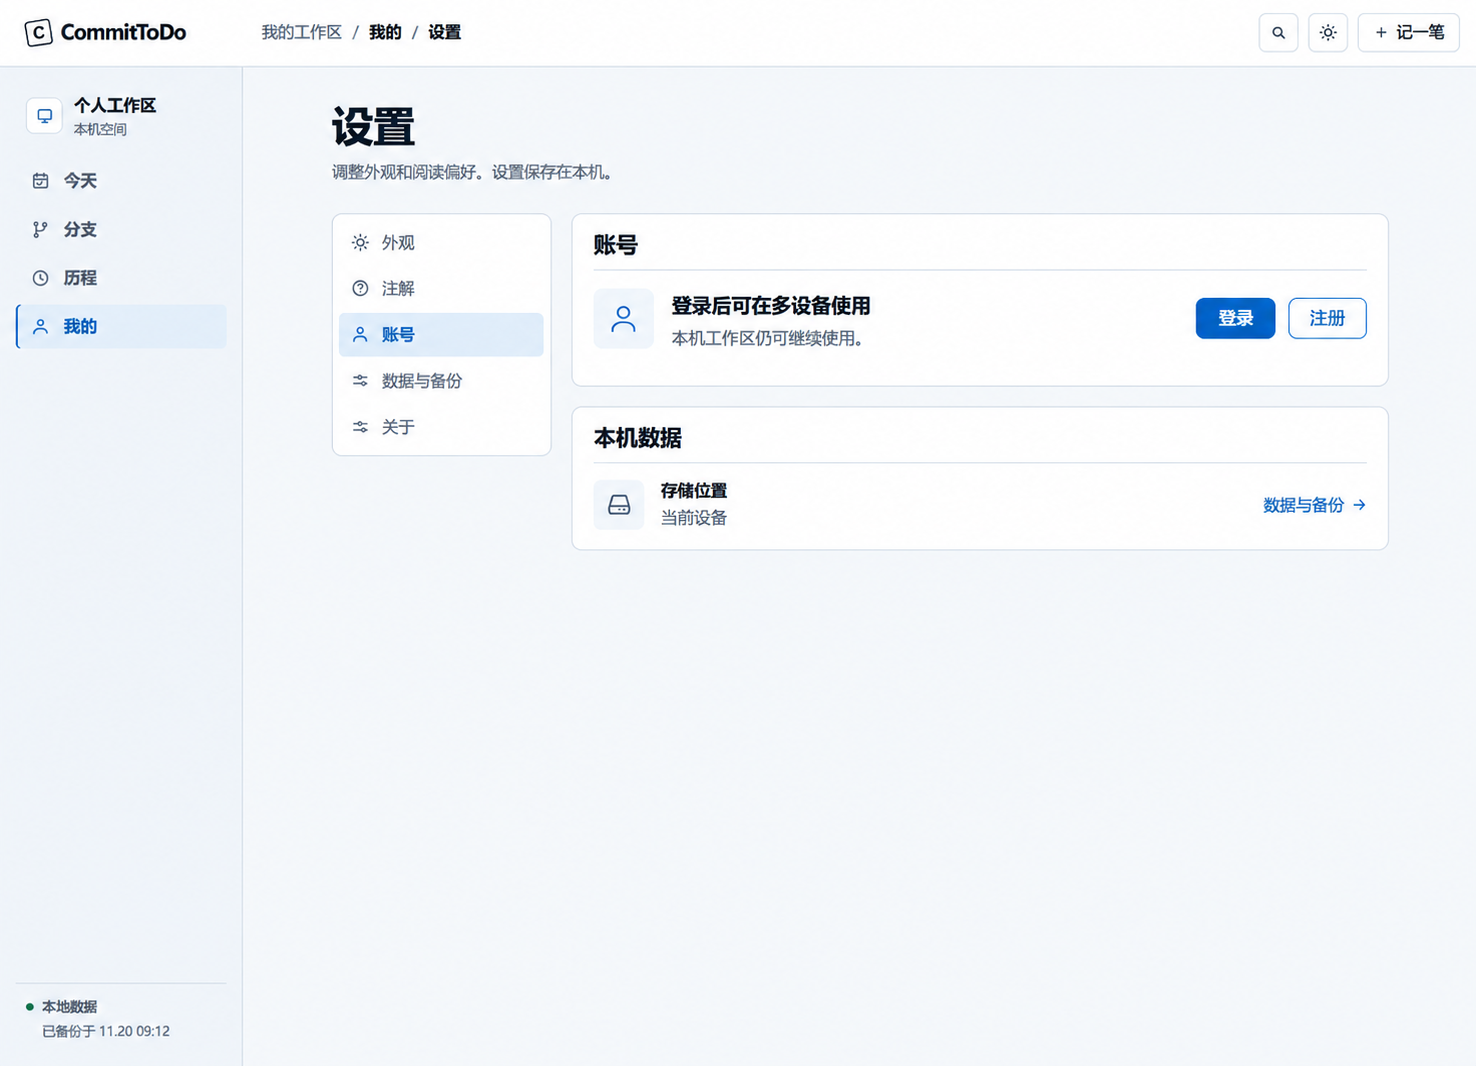 C CommitToDo
我的工作区 / 我的 / 设置
+ 记一笔
个人工作区
本机空间
今天
分支
历程
我的
设置
调整外观和阅读偏好。设置保存在本机。
外观
注解
账号
数据与备份
关于
账号
登录后可在多设备使用
本机工作区仍可继续使用。
登录
注册
本机数据
存储位置
当前设备
数据与备份 →
本地数据
已备份于 11.20 09:12